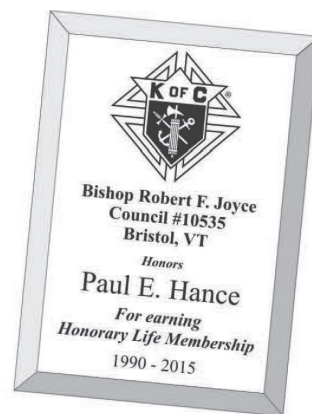 K OF C ®
Bishop Robert F. Joyce
Council #10535
Bristol, VT
Honors
Paul E. Hance
For earning
Honorary Life Membership
1990 - 2015